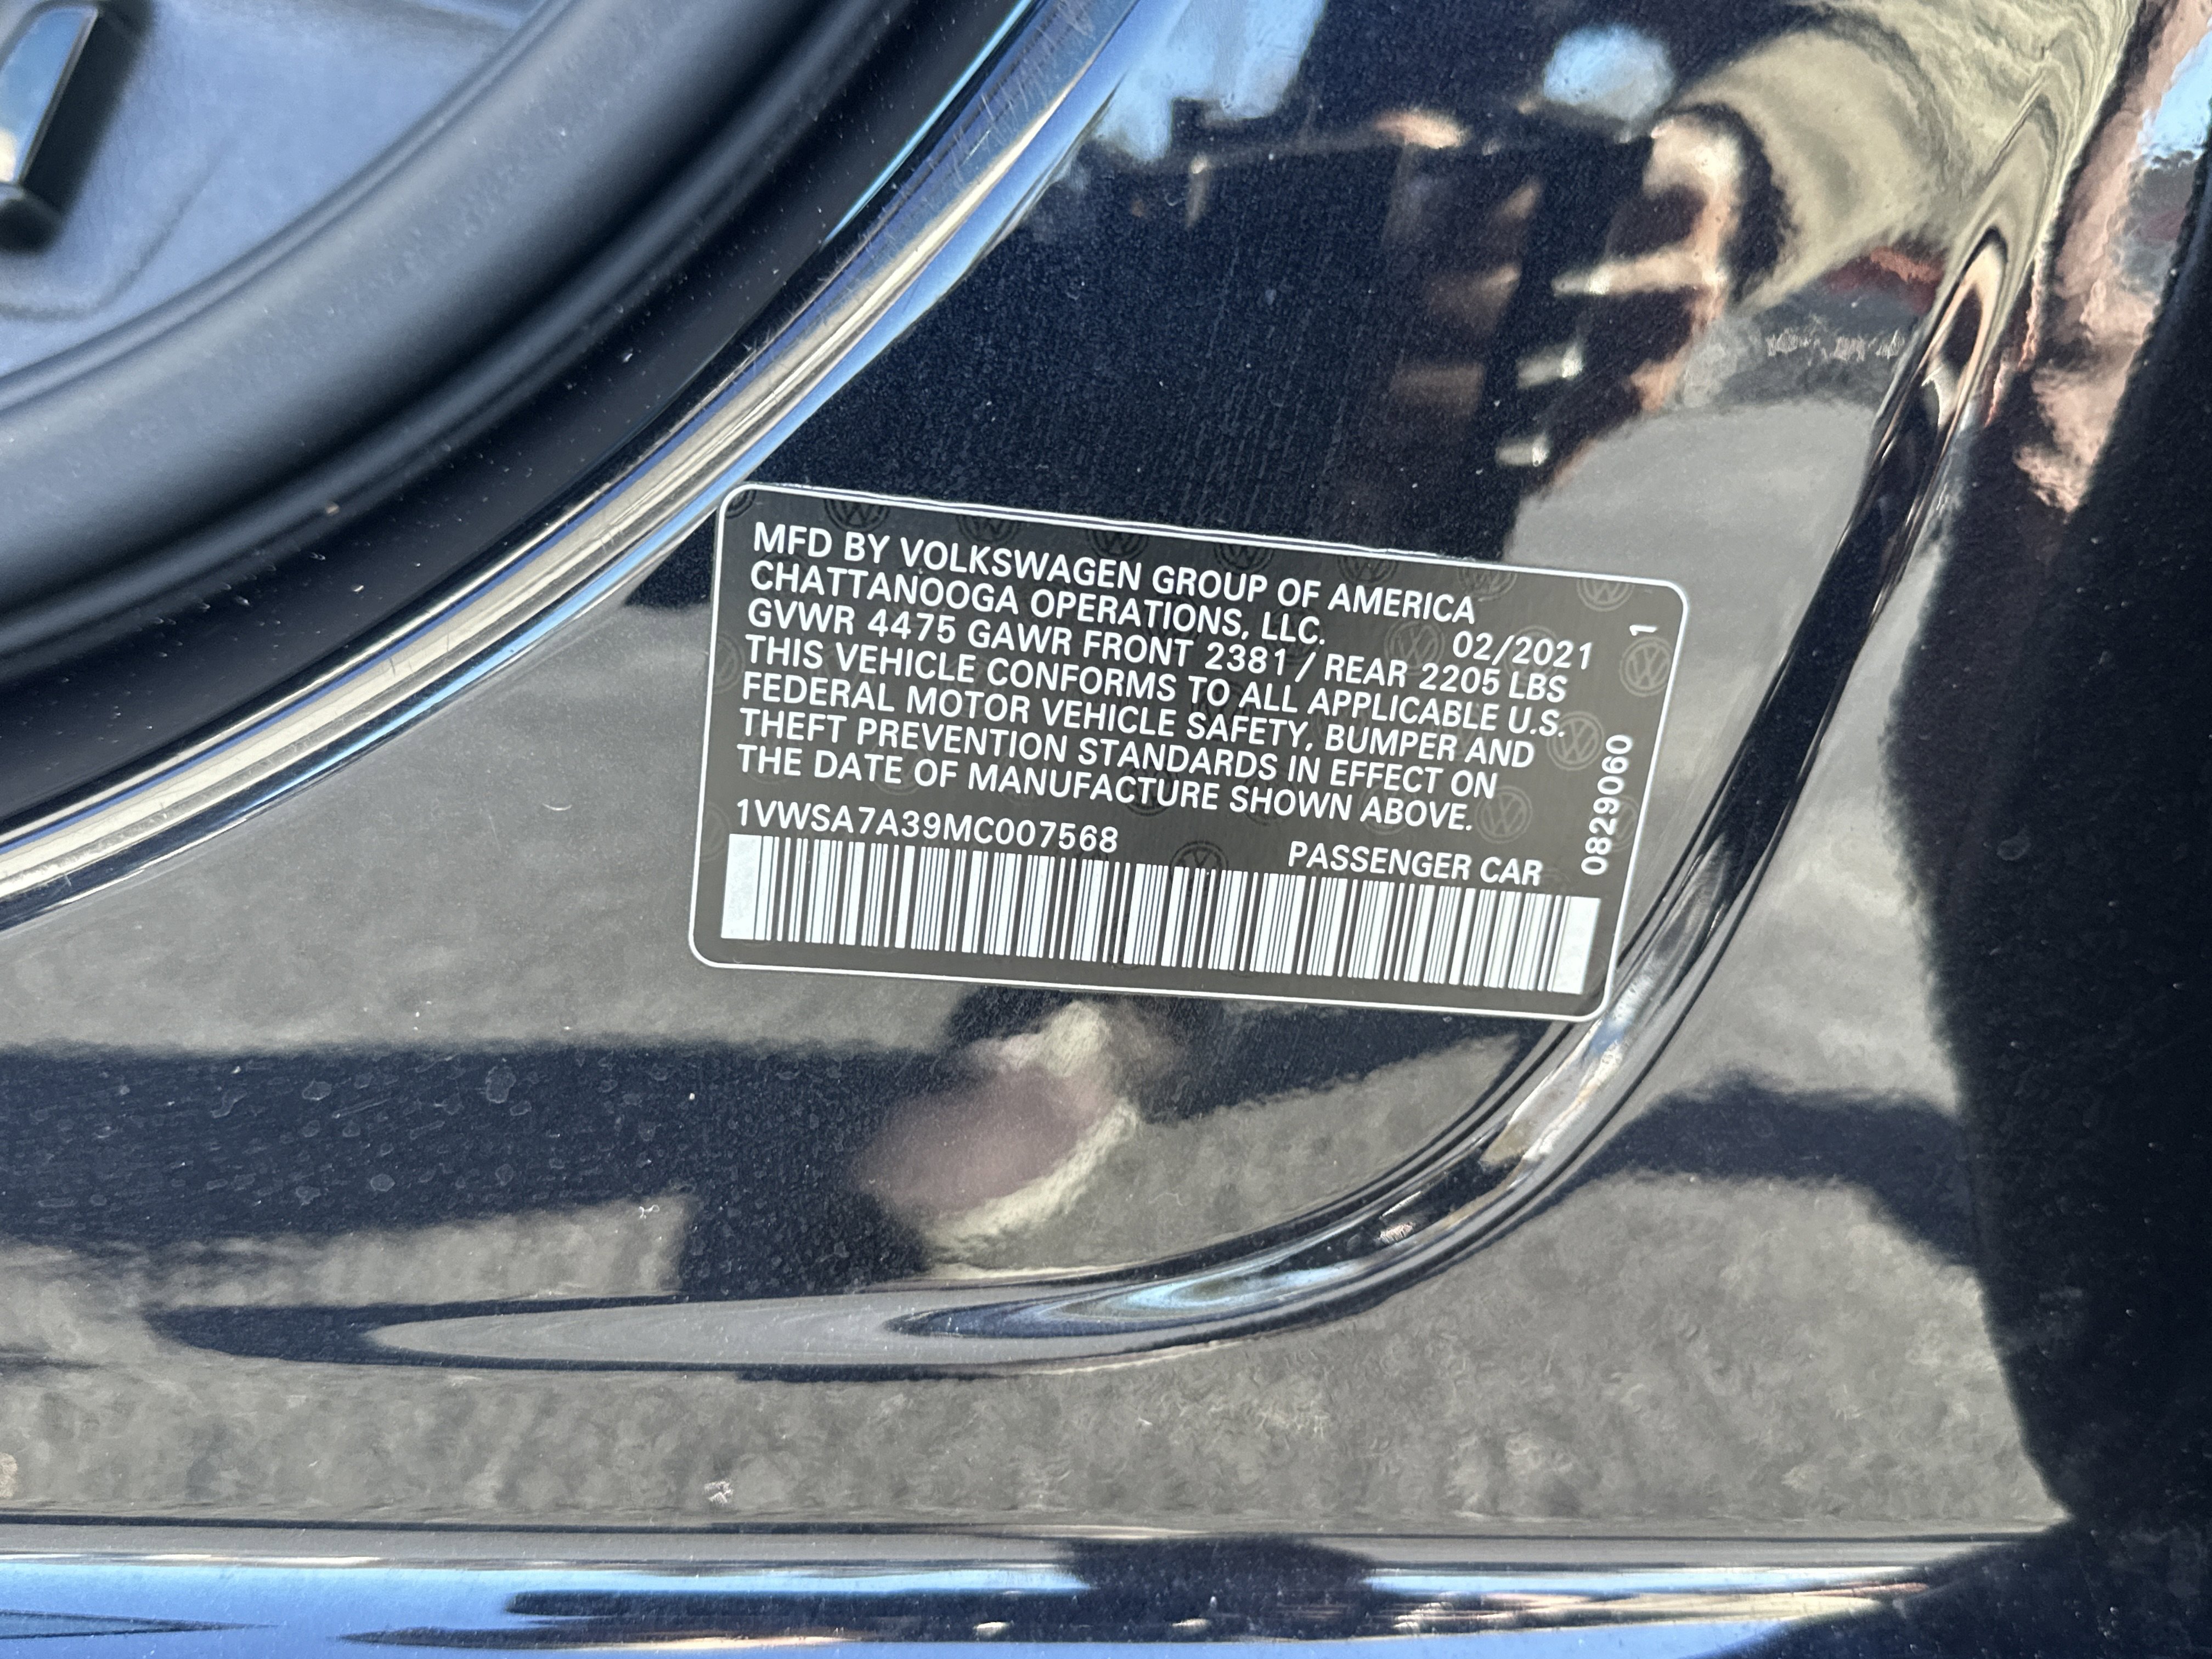 MFD BY VOLKSWAGEN GROUP OF AMERICA
CHATTANOOGA OPERATIONS, LLC. 02/2021 1
GVWR 4475 GAWR FRONT 2381 / REAR 2205 LBS
THIS VEHICLE CONFORMS TO ALL APPLICABLE U.S.
FEDERAL MOTOR VEHICLE SAFETY, BUMPER AND
THEFT PREVENTION STANDARDS IN EFFECT ON
THE DATE OF MANUFACTURE SHOWN ABOVE.
1VWSA7A39MC007568 PASSENGER CAR
0829060